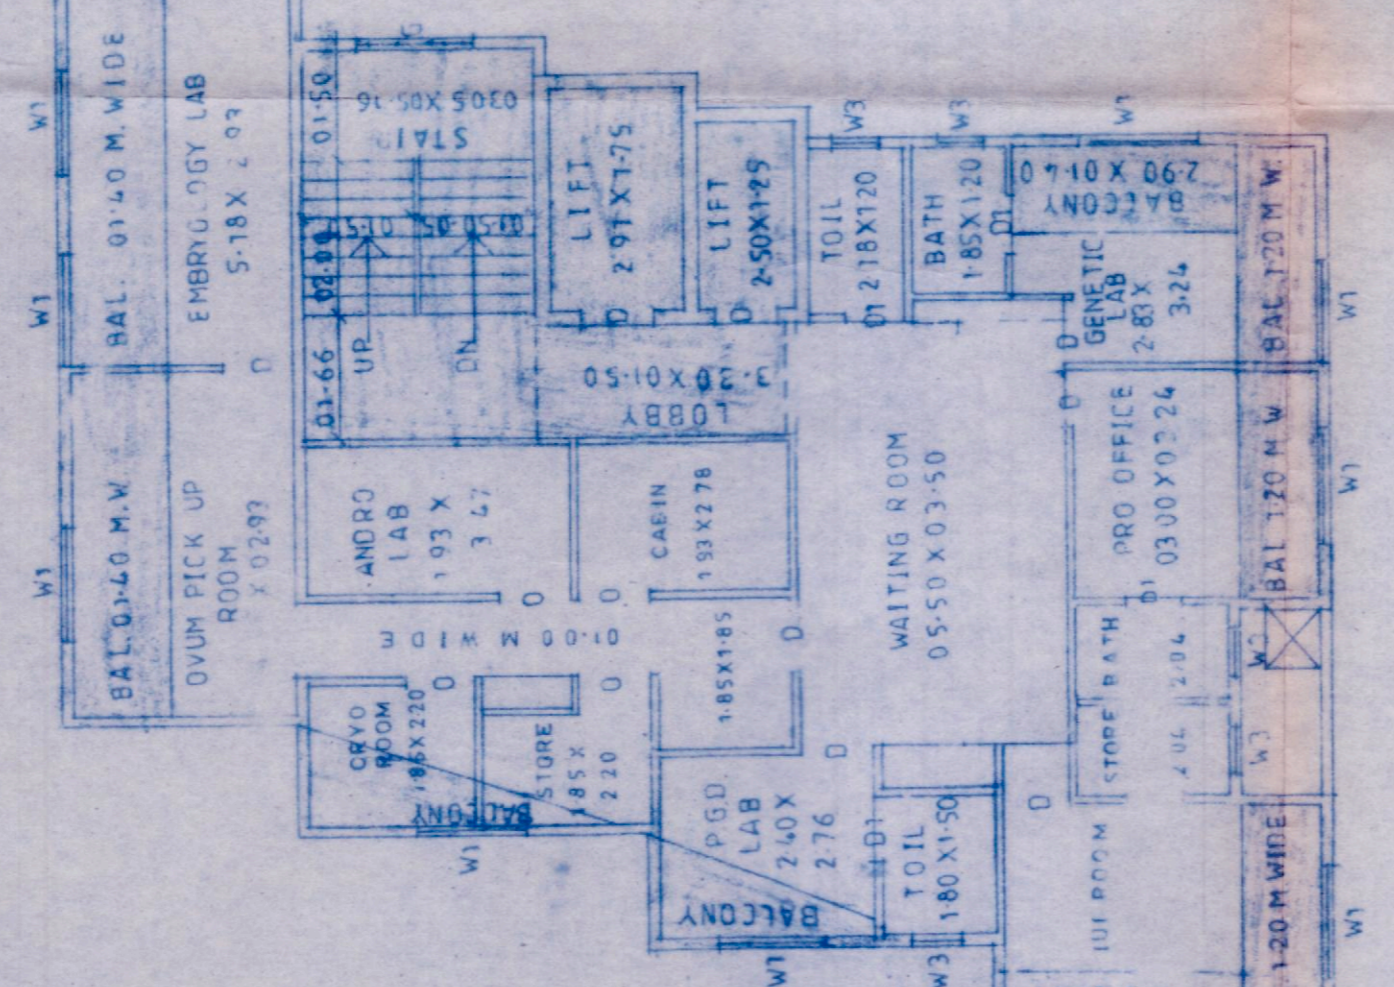 W1
BAL. 01·40 M. WIDE
EMBRYOLOGY LAB
5·18 X
01·50
0305 X 05·16
STAIR
UP
DN
01·66
LIFT
2·91 X 1·75
LIFT
2·50 X 1·25
W3
TOIL
2 18 X 1 20
D1
W3
BATH
1·85 X 1·20
D1
W1
BALCONY
2·90 X 01·40
GENETIC
LAB
2·83 X
3.24
BAL 1·20 M W.
W1
W1
D
D
D
LOBBY
3·30 X 01·50
D
D
W1
BAL. 01·40 M.W.
OVUM PICK UP
ROOM
X 02·93
ANDRO
LAB
1 93 X
3 47
CABIN
1 93 X 2 78
WAITING ROOM
05·50 X 03·50
PRO OFFICE
03 00 X 03 24
BAL 1·20 M W
W1
D
D
01·00 M WIDE
1·85 X 1·85
D
D1
CRYO
ROOM
1·85 X 2 20
D
BALCONY
W1
STORE
1 85 X
2 20
D
P.G.D.
LAB
2·40 X
2 76
D
BALCONY
W1
D1
TOIL
1·80 X 1·50
W3
BATH
2·04
STORE
2 04
W3
W3
D
IUI ROOM
1·20 M WIDE
W1